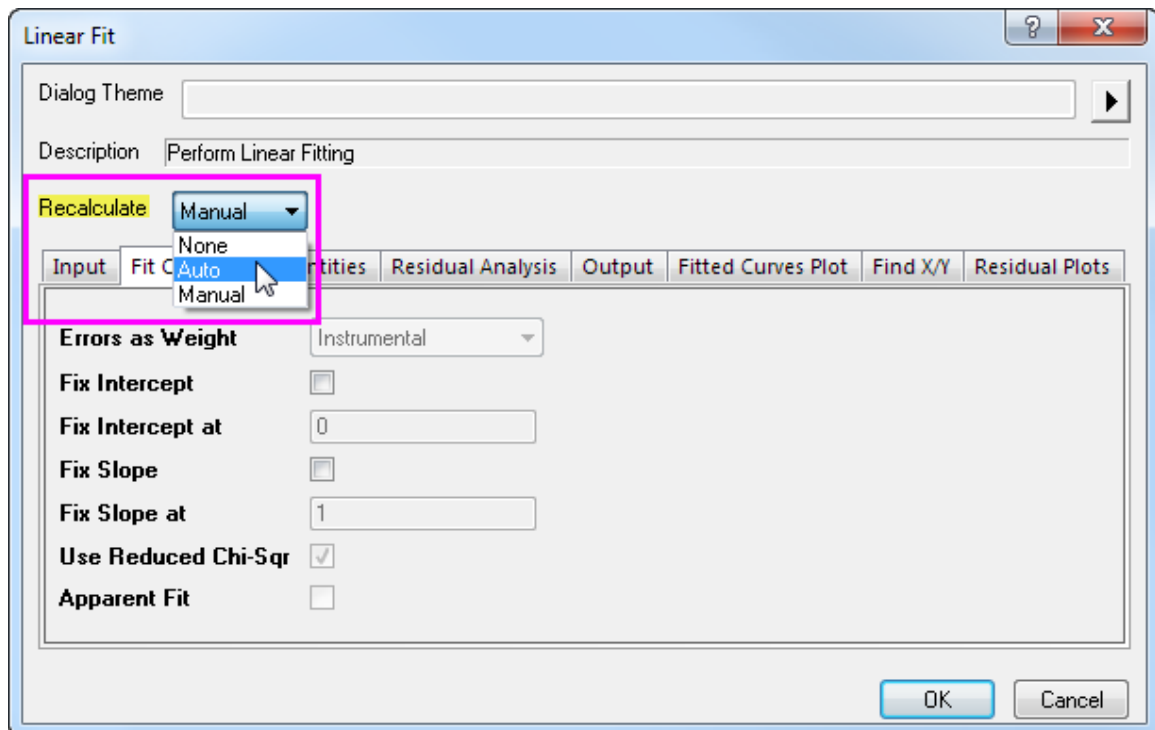 Linear Fit
Dialog Theme
Description Perform Linear Fitting
Recalculate Manual
None
Auto
Manual
Input Fit C ntities Residual Analysis Output Fitted Curves Plot Find X/Y Residual Plots
Errors as Weight Instrumental
Fix Intercept
Fix Intercept at 0
Fix Slope
Fix Slope at 1
Use Reduced Chi-Sqr
Apparent Fit
OK Cancel